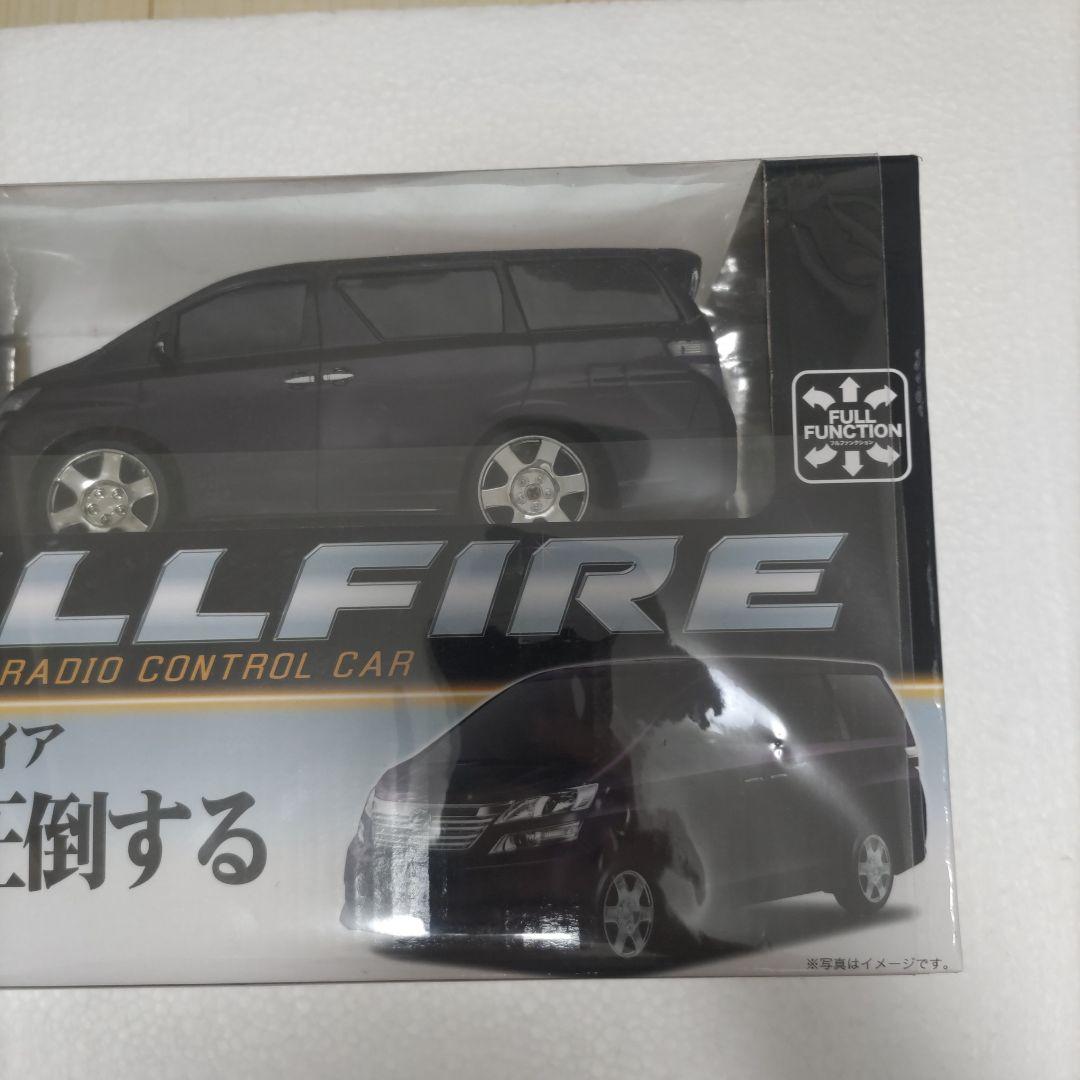 FULL
FUNCTION
フルファンクション
LLFIRE
RADIO CONTROL CAR
イア
圧倒する
※写真はイメージです。